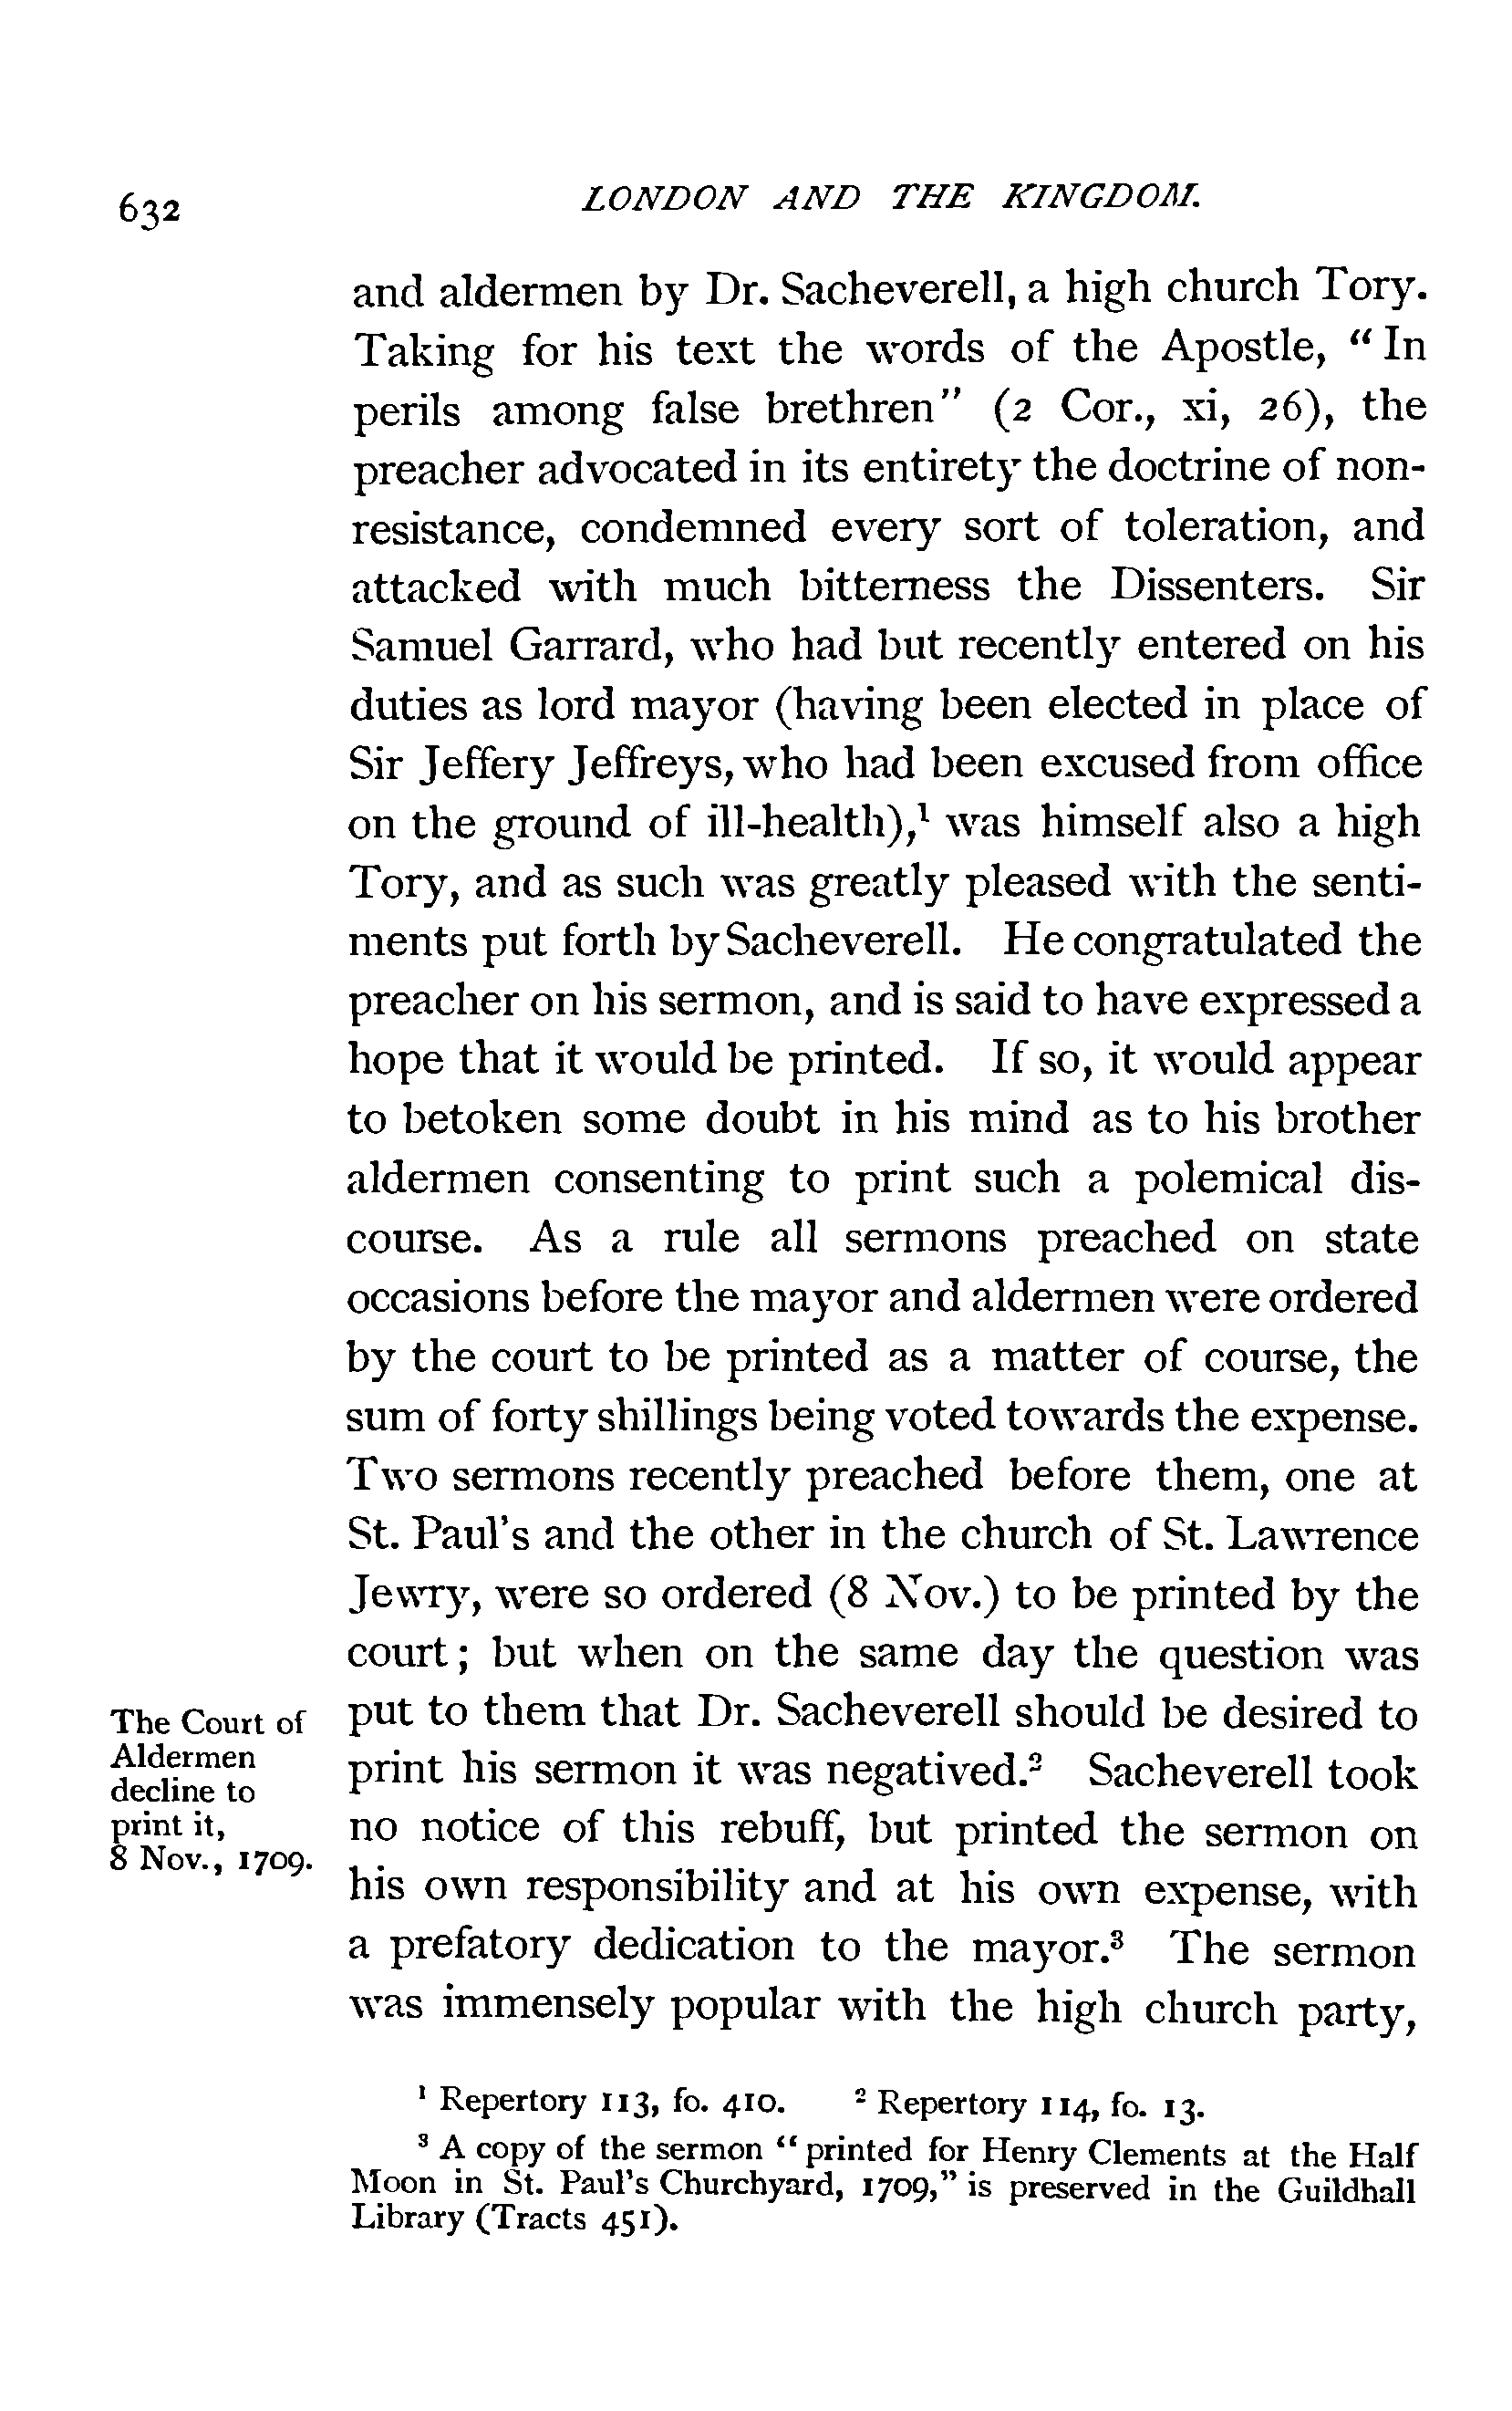 632 LONDON AND THE KINGDOM.
and aldermen by Dr. Sacheverell, a high church Tory.
Taking for his text the words of the Apostle, “In
perils among false brethren” (2 Cor., xi, 26), the
preacher advocated in its entirety the doctrine of non-
resistance, condemned every sort of toleration, and
attacked with much bitterness the Dissenters. Sir
Samuel Garrard, who had but recently entered on his
duties as lord mayor (having been elected in place of
Sir Jeffery Jeffreys, who had been excused from office
on the ground of ill-health),¹ was himself also a high
Tory, and as such was greatly pleased with the senti-
ments put forth by Sacheverell. He congratulated the
preacher on his sermon, and is said to have expressed a
hope that it would be printed. If so, it would appear
to betoken some doubt in his mind as to his brother
aldermen consenting to print such a polemical dis-
course. As a rule all sermons preached on state
occasions before the mayor and aldermen were ordered
by the court to be printed as a matter of course, the
sum of forty shillings being voted towards the expense.
Two sermons recently preached before them, one at
St. Paul's and the other in the church of St. Lawrence
Jewry, were so ordered (8 Nov.) to be printed by the
court; but when on the same day the question was
put to them that Dr. Sacheverell should be desired to
print his sermon it was negatived.² Sacheverell took
no notice of this rebuff, but printed the sermon on
his own responsibility and at his own expense, with
a prefatory dedication to the mayor.³ The sermon
was immensely popular with the high church party,
The Court of
Aldermen
decline to
print it,
8 Nov., 1709.
¹ Repertory 113, fo. 410. ² Repertory 114, fo. 13.
³ A copy of the sermon “printed for Henry Clements at the Half
Moon in St. Paul's Churchyard, 1709,” is preserved in the Guildhall
Library (Tracts 451).